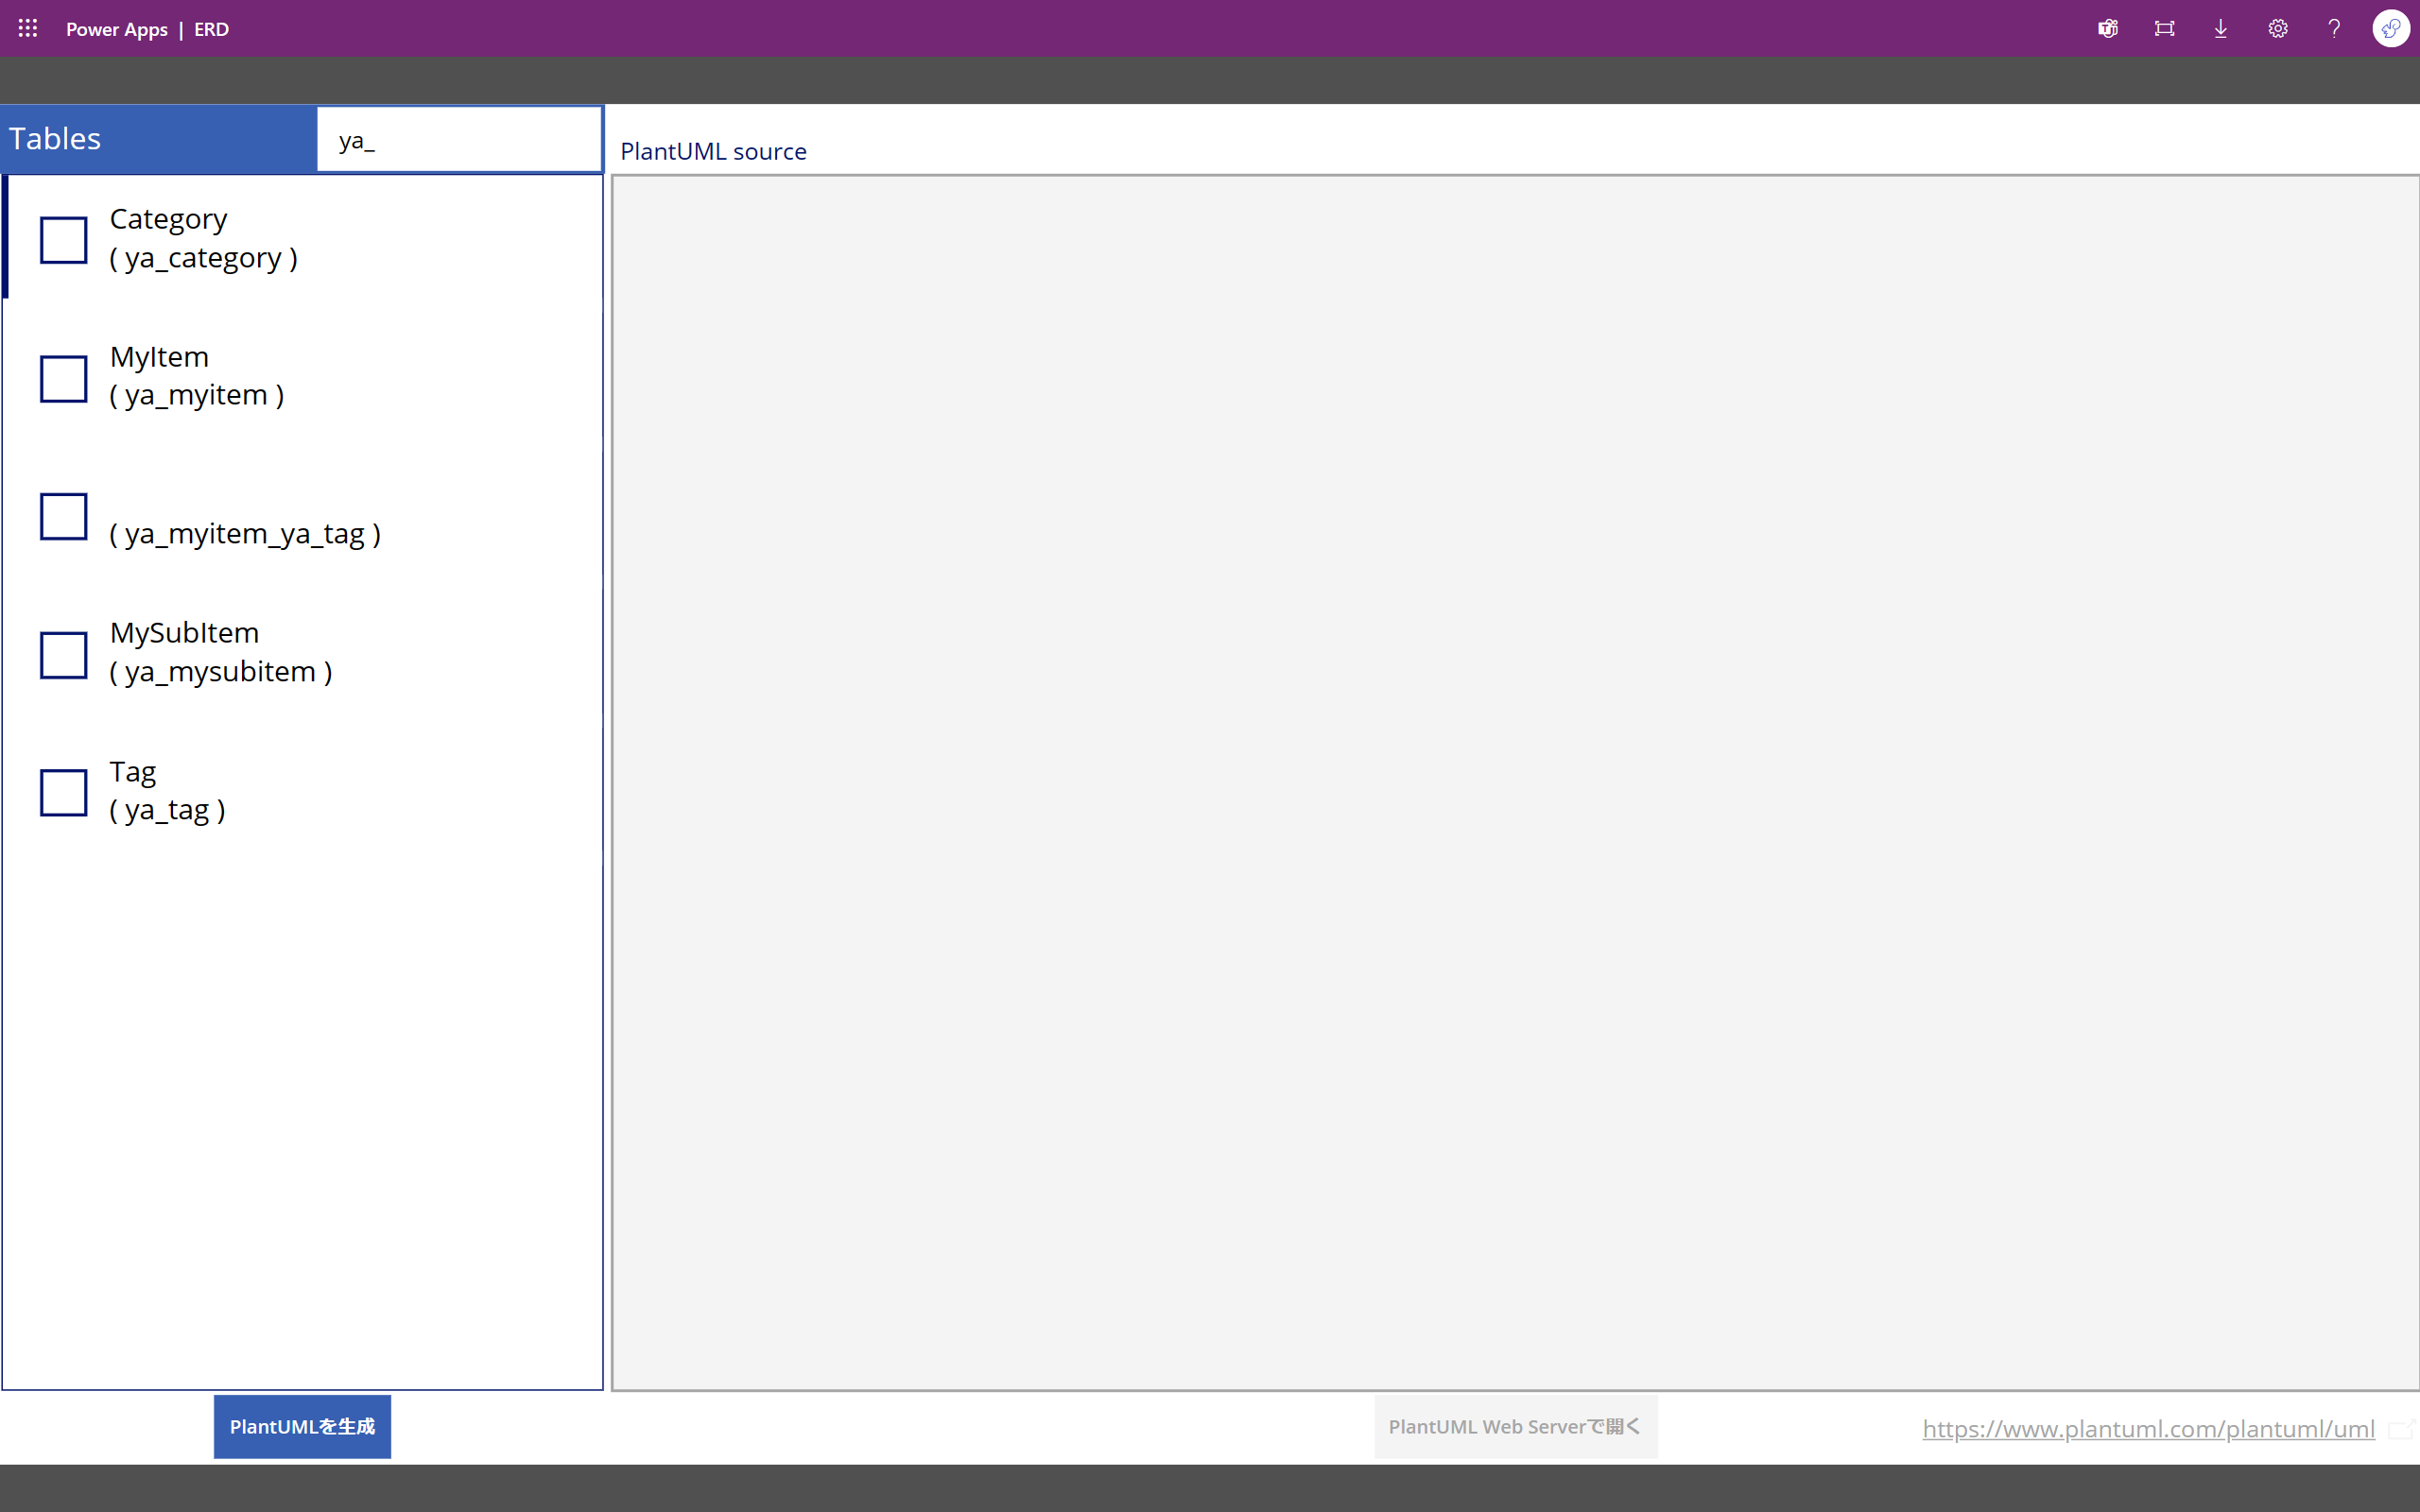 Power Apps | ERD
Tables
ya_
PlantUML source
Category
( ya_category )
MyItem
( ya_myitem )
( ya_myitem_ya_tag )
MySubItem
( ya_mysubitem )
Tag
( ya_tag )
PlantUMLを生成
PlantUML Web Serverで開く
https://www.plantuml.com/plantuml/uml